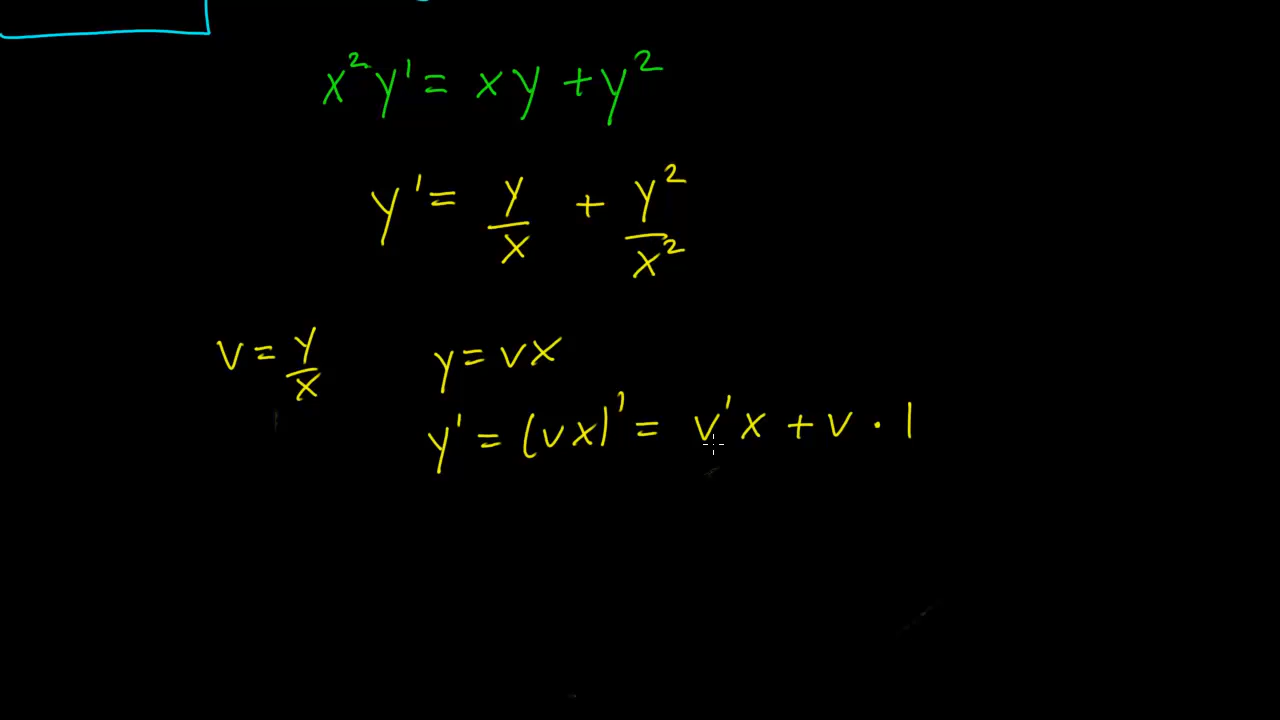 x²y' = xy + y²
y' = y/x + y²/x²
v = y/x y = vx
y' = (vx)' = v'x + v · 1